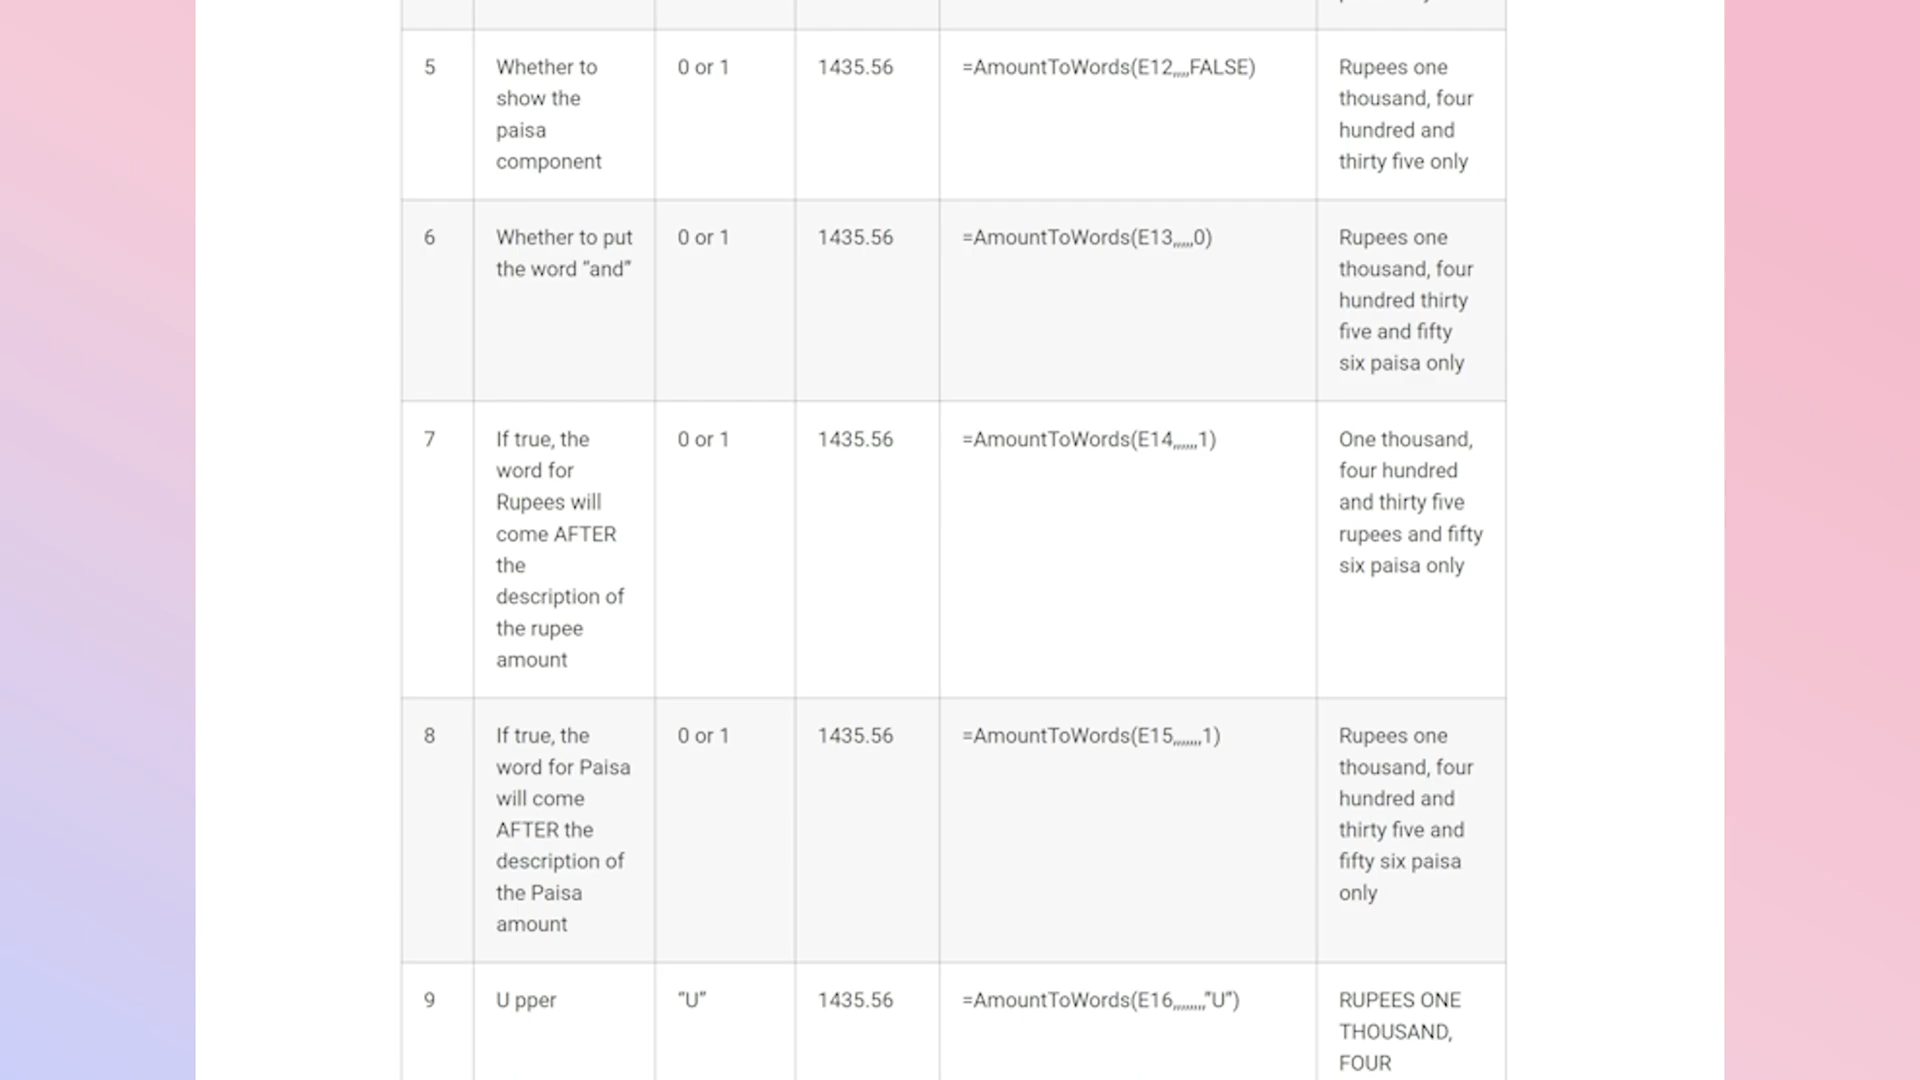 5
Whether to
show the
paisa
component
0 or 1
1435.56
=AmountToWords(E12,,,,FALSE)
Rupees one
thousand, four
hundred and
thirty five only
6
Whether to put
the word “and”
0 or 1
1435.56
=AmountToWords(E13,,,,,0)
Rupees one
thousand, four
hundred thirty
five and fifty
six paisa only
7
If true, the
word for
Rupees will
come AFTER
the
description of
the rupee
amount
0 or 1
1435.56
=AmountToWords(E14,,,,,,1)
One thousand,
four hundred
and thirty five
rupees and fifty
six paisa only
8
If true, the
word for Paisa
will come
AFTER the
description of
the Paisa
amount
0 or 1
1435.56
=AmountToWords(E15,,,,,,,1)
Rupees one
thousand, four
hundred and
thirty five and
fifty six paisa
only
9
U pper
“U”
1435.56
=AmountToWords(E16,,,,,,,,”U”)
RUPEES ONE
THOUSAND,
FOUR